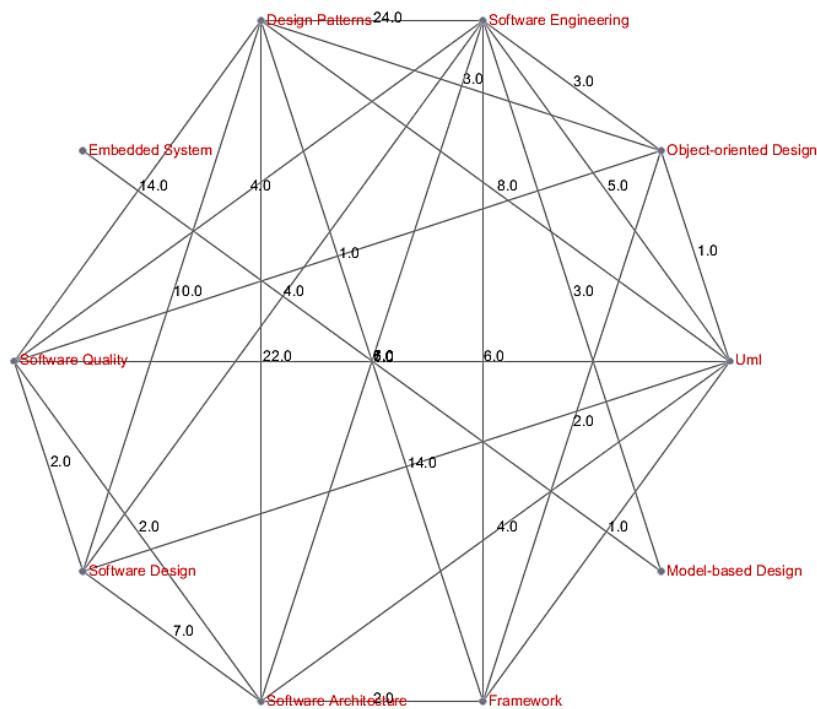 Design Patterns
24.0
Software Engineering
3.0
3.0
Embedded System
Object-oriented Design
14.0
4.0
8.0
5.0
1.0
1.0
10.0
4.0
3.0
Software Quality
22.0
6.0
Uml
2.0
2.0
14.0
2.0
4.0
1.0
Software Design
Model-based Design
7.0
Software Architecture
2.0
Framework